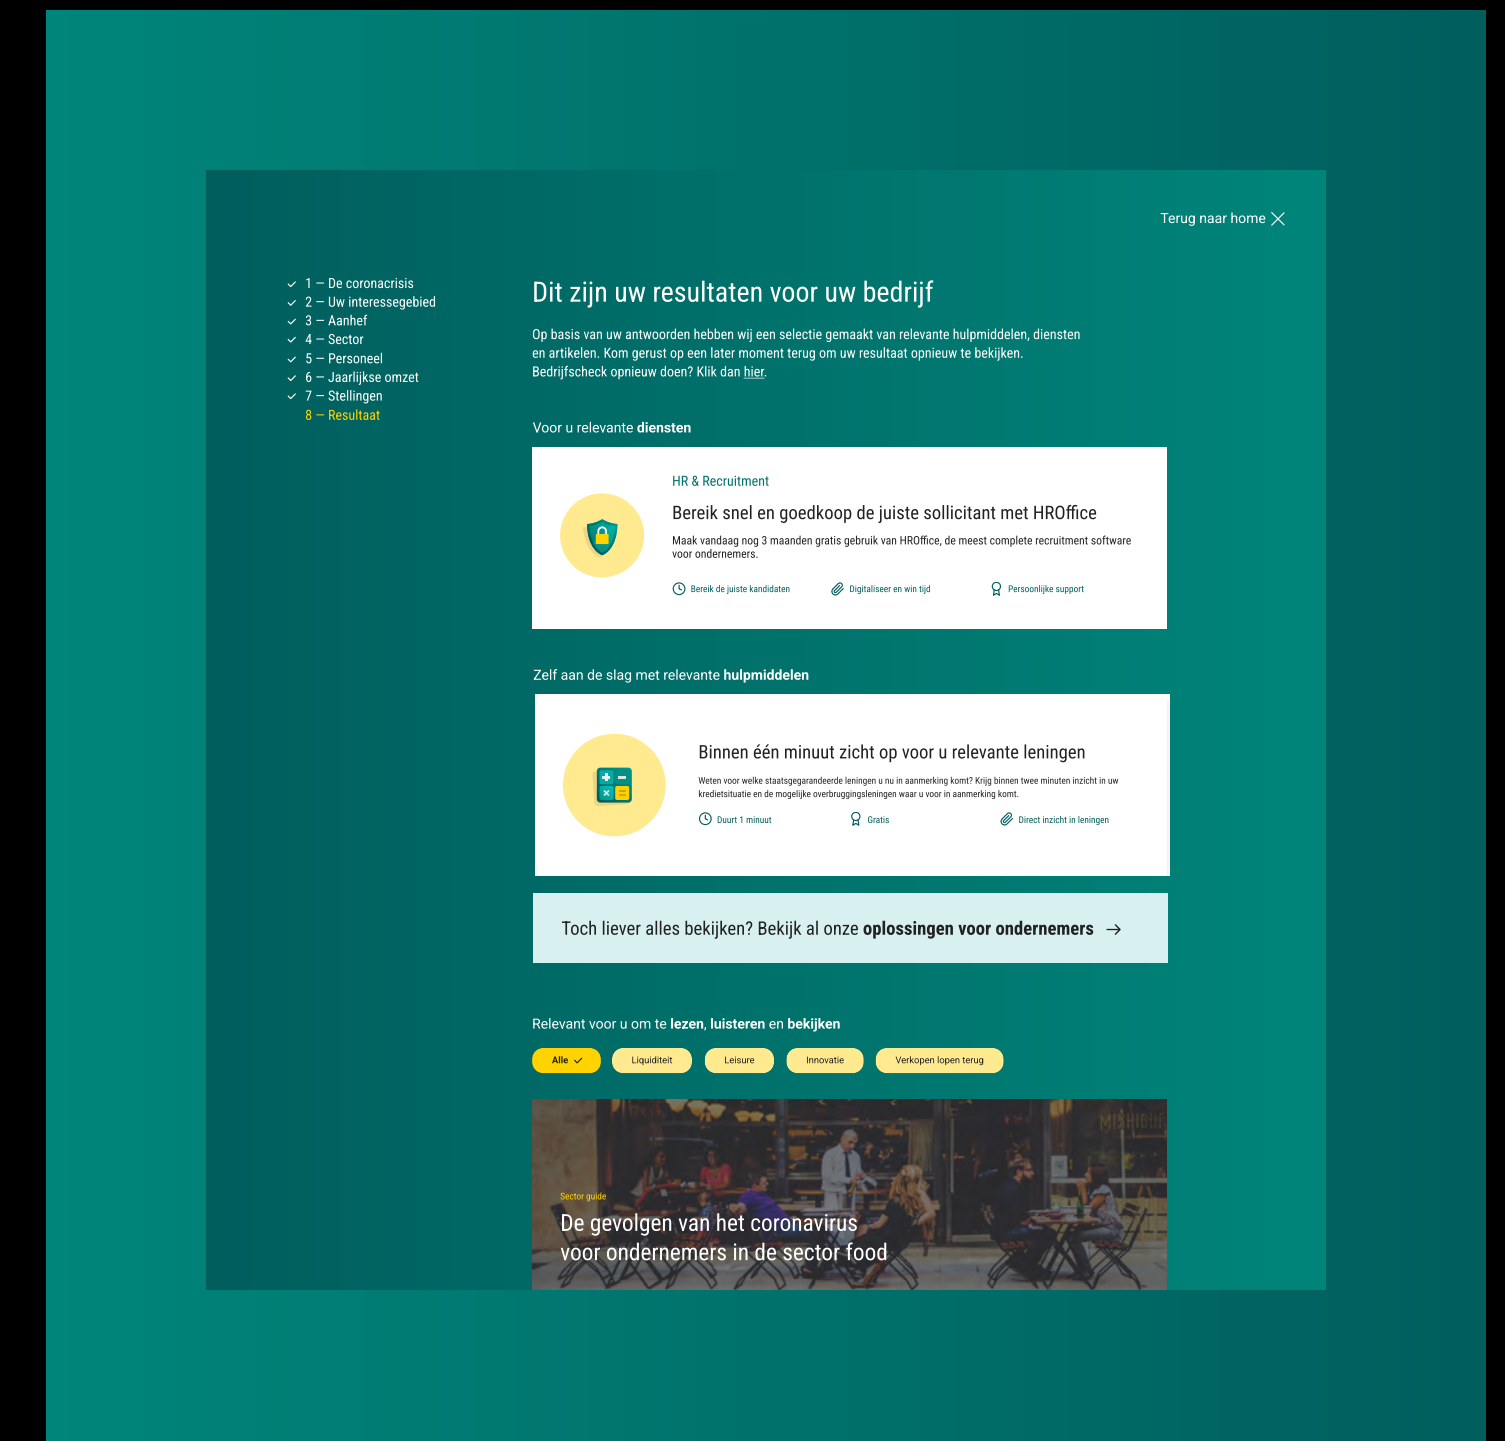 Terug naar home
1 — De coronacrisis
2 — Uw interessegebied
3 — Aanhef
4 — Sector
5 — Personeel
6 — Jaarlijkse omzet
7 — Stellingen
8 — Resultaat
Dit zijn uw resultaten voor uw bedrijf
Op basis van uw antwoorden hebben wij een selectie gemaakt van relevante hulpmiddelen, diensten
en artikelen. Kom gerust op een later moment terug om uw resultaat opnieuw te bekijken.
Bedrijfscheck opnieuw doen? Klik dan hier.
Voor u relevante diensten
HR & Recruitment
Bereik snel en goedkoop de juiste sollicitant met HROffice
Maak vandaag nog 3 maanden gratis gebruik van HROffice, de meest complete recruitment software
voor ondernemers.
Bereik de juiste kandidaten
Digitaliseer en win tijd
Persoonlijke support
Zelf aan de slag met relevante hulpmiddelen
Binnen één minuut zicht op voor u relevante leningen
Weten voor welke staatsgegarandeerde leningen u nu in aanmerking komt? Krijg binnen twee minuten inzicht in uw
kredietsituatie en de mogelijke overbruggingsleningen waar u voor in aanmerking komt.
Duurt 1 minuut
Gratis
Direct inzicht in leningen
Toch liever alles bekijken? Bekijk al onze oplossingen voor ondernemers
Relevant voor u om te lezen, luisteren en bekijken
Alle
Liquiditeit
Leisure
Innovatie
Verkopen lopen terug
Sector guide
De gevolgen van het coronavirus
voor ondernemers in de sector food